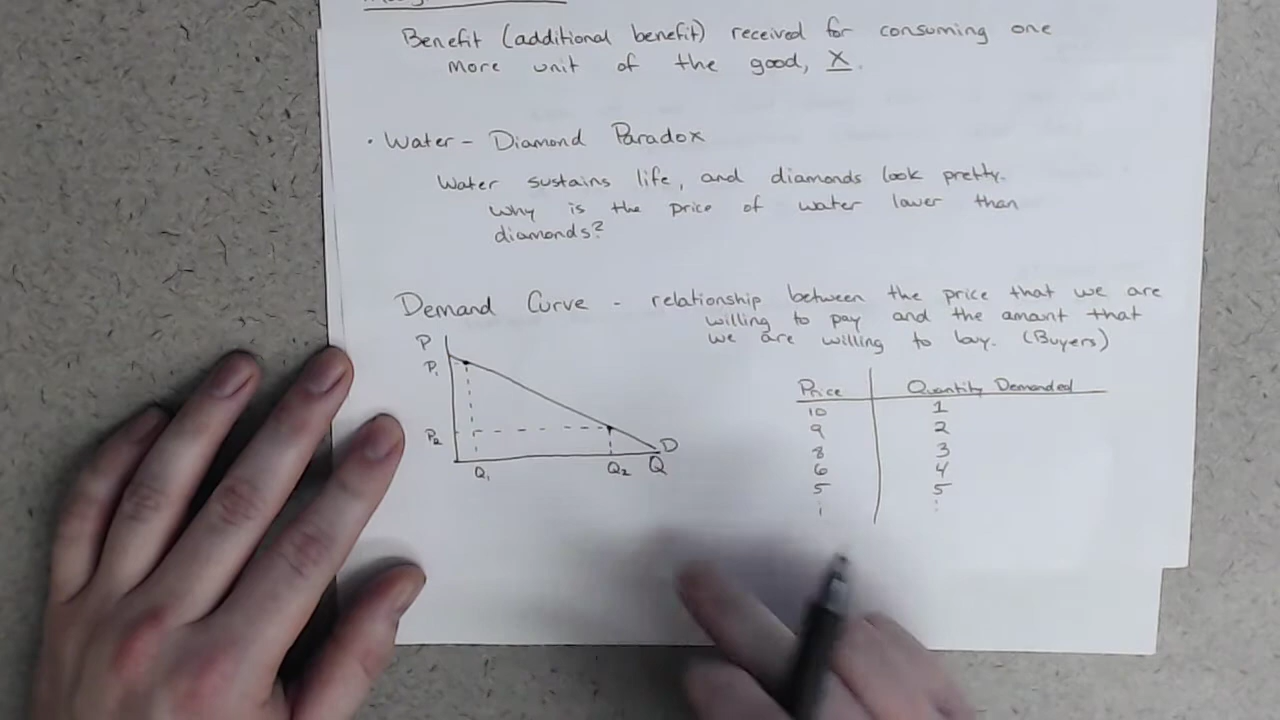 Benefit (additional benefit) received for consuming one
more unit of the good, X.
• Water - Diamond Paradox
Water sustains life, and diamonds look pretty.
Why is the price of water lower than
diamonds?
Demand Curve - relationship between the price that we are
willing to pay and the amount that
we are willing to buy. (Buyers)
P
P₁
P₂
Q₁ Q₂ Q
D
Price Quantity Demanded
10 1
9 2
8 3
6 4
5 5
⋮ ⋮